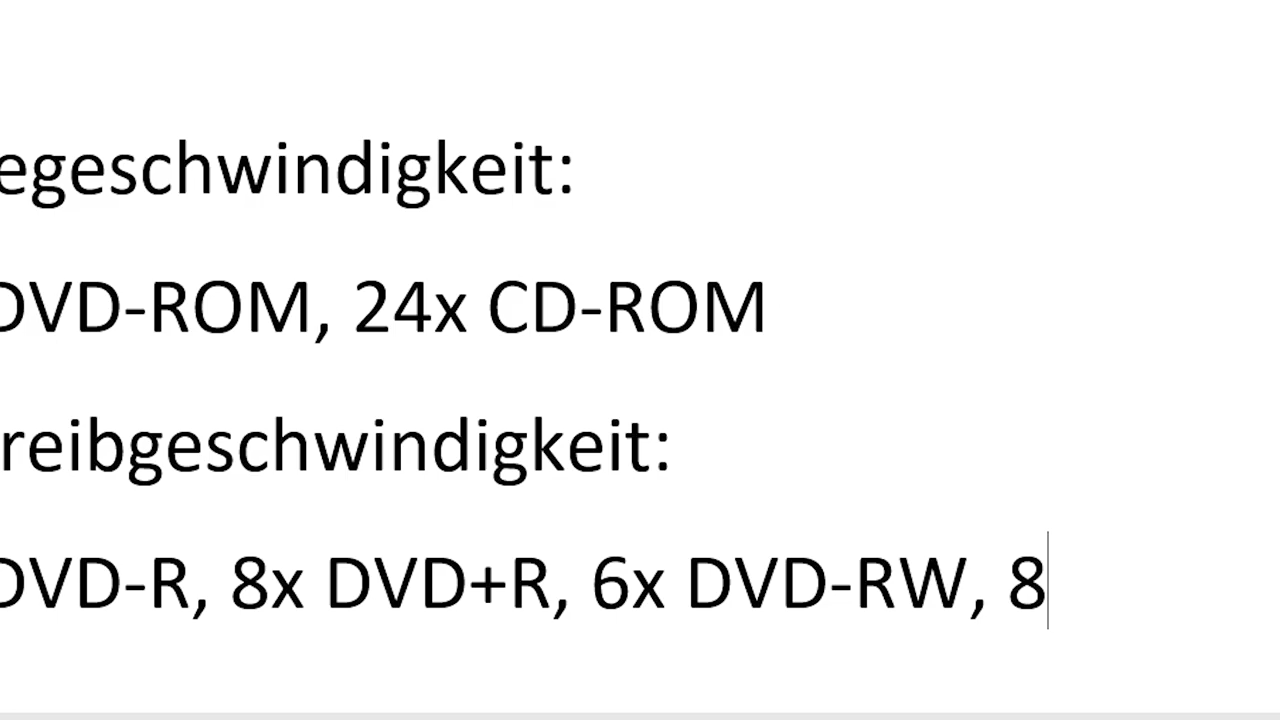 egeschwindigkeit:
DVD-ROM, 24x CD-ROM
reibgeschwindigkeit:
DVD-R, 8x DVD+R, 6x DVD-RW, 8